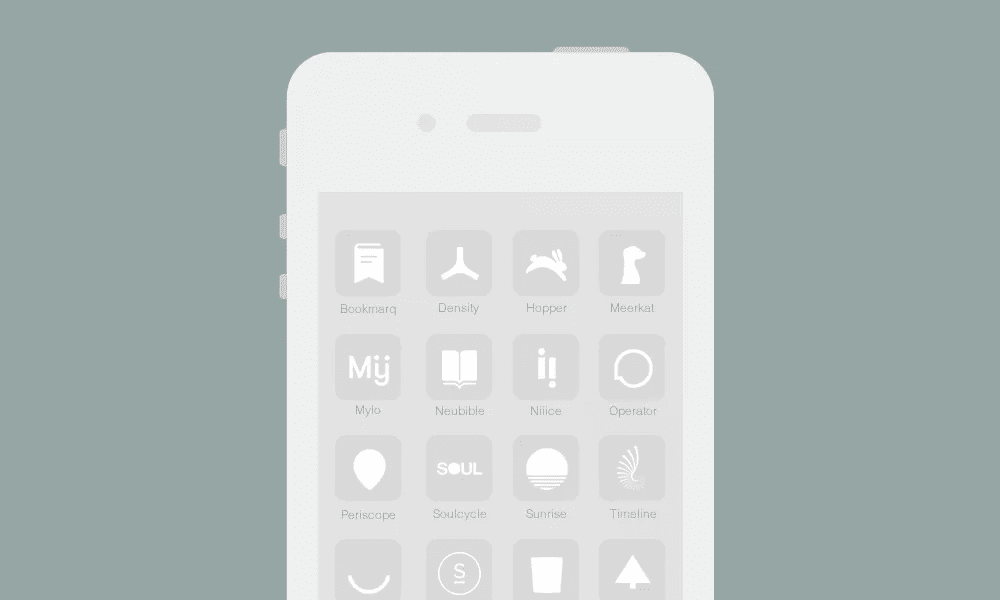 Bookmarq Density Hopper Meerkat
Mÿ
Mylo Neubible Niiice Operator
SOUL
Periscope Soulcycle Sunrise Timeline
S